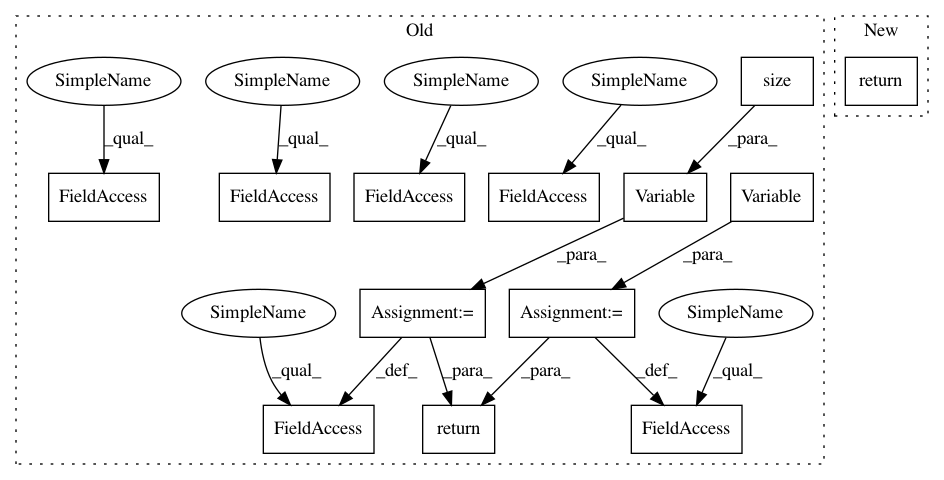 Old
New
SimpleName
SimpleName
SimpleName
SimpleName
size
return
_qual_
_qual_
_qual_
_qual_
_para_
FieldAccess
FieldAccess
FieldAccess
FieldAccess
Variable
Variable
_para_
_para_
SimpleName
Assignment:=
Assignment:=
SimpleName
_qual_
_def_
_para_
_para_
_def_
_qual_
FieldAccess
return
FieldAccess